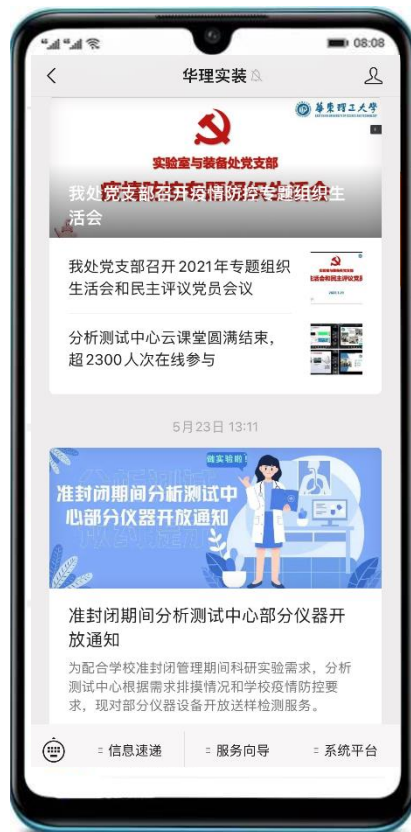 08:08
华理实装
華東理工大學
实验室与装备处党支部
我处党支部召开疫情防控专题组织生
活会
我处党支部召开2021年专题组织
生活会和民主评议党员会议
分析测试中心云课堂圆满结束，
超2300人次在线参与
5月23日 13:11
做实验啦！
准封闭期间分析测试中
心部分仪器开放通知
准封闭期间分析测试中心部分仪器开
放通知
为配合学校准封闭管理期间科研实验需求，分析
测试中心根据需求排摸情况和学校疫情防控要
求，现对部分仪器设备开放送样检测服务。
信息速递
服务向导
系统平台